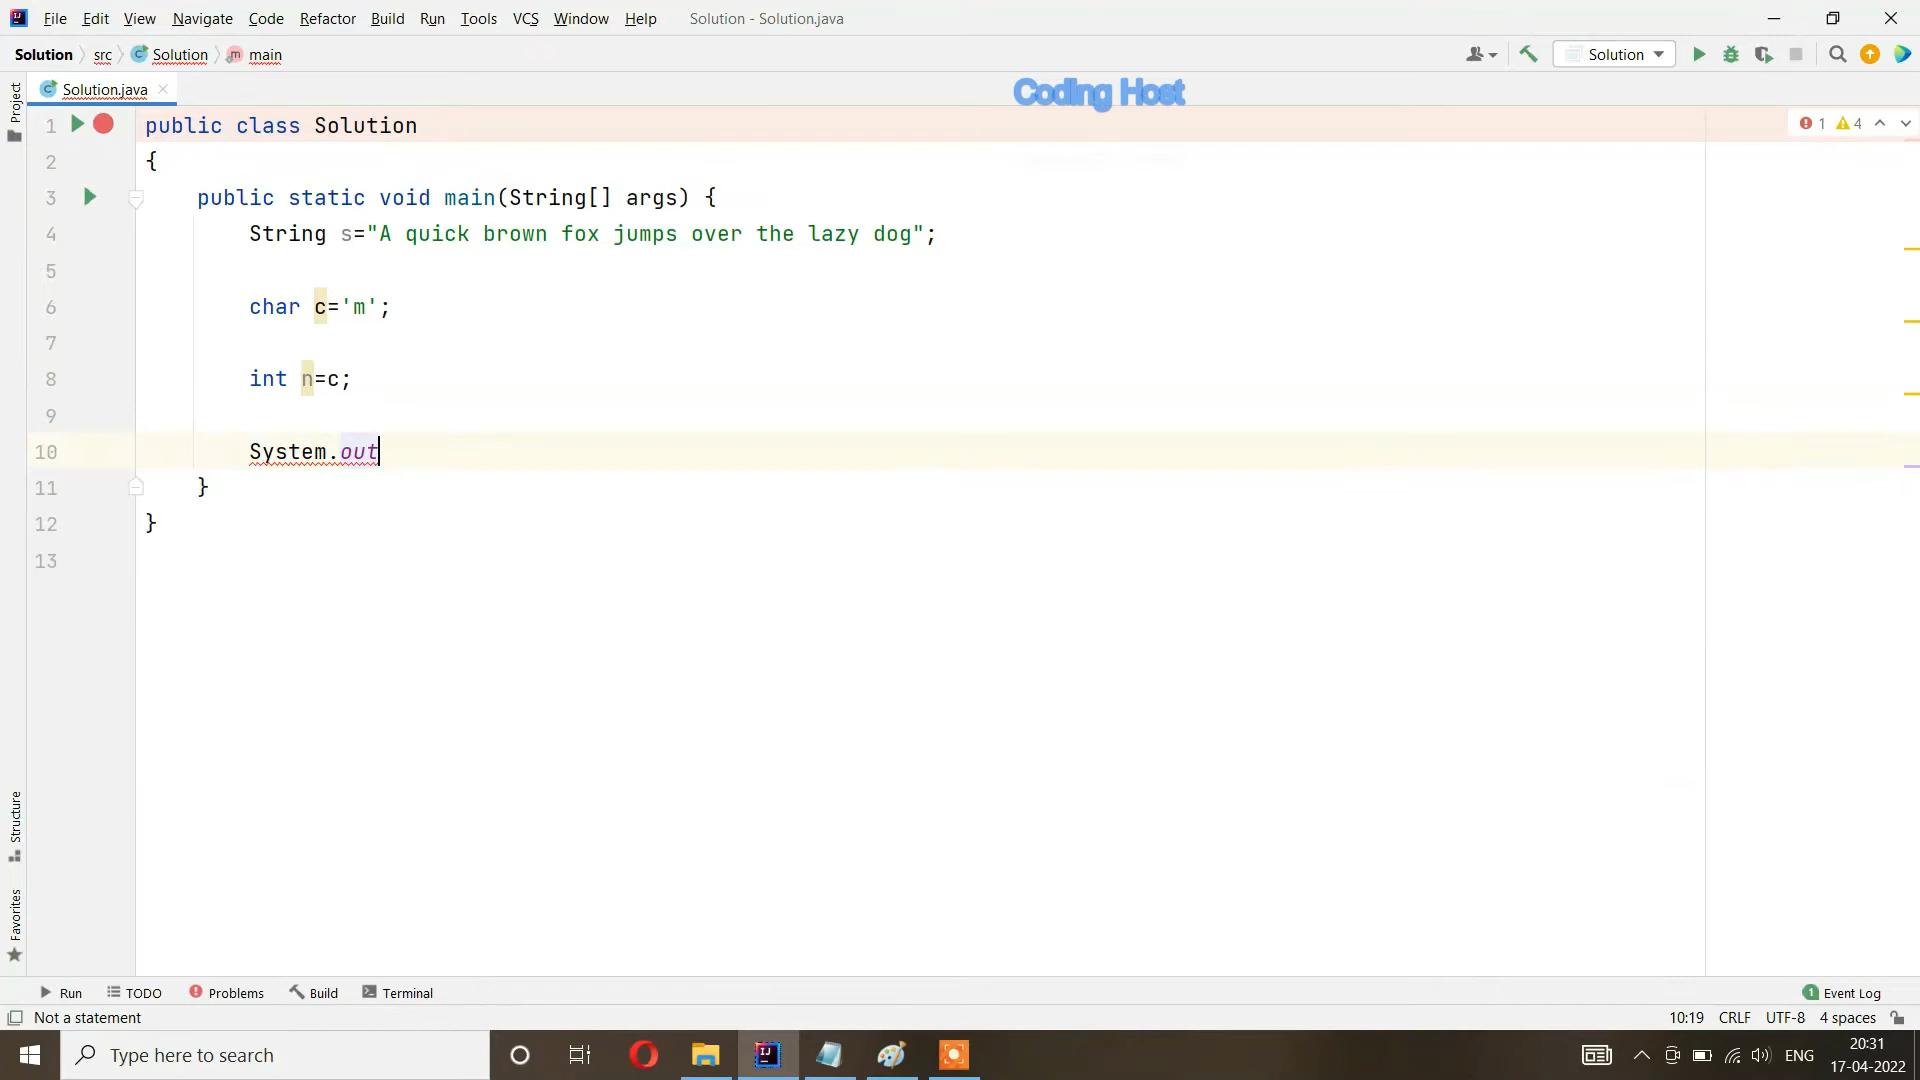 File Edit View Navigate Code Refactor Build Run Tools VCS Window Help Solution - Solution.java
Solution src Solution m main Solution
Project
Solution.java
Coding Host
1 public class Solution
1 4
2 {
3 public static void main(String[] args) {
4 String s="A quick brown fox jumps over the lazy dog";
5
6 char c='m';
7
8 int n=c;
9
10 System.out
11 }
12 }
13
Structure
Favorites
Run TODO Problems Build Terminal 1 Event Log
Not a statement 10:19 CRLF UTF-8 4 spaces
Type here to search
ENG
20:31
17-04-2022